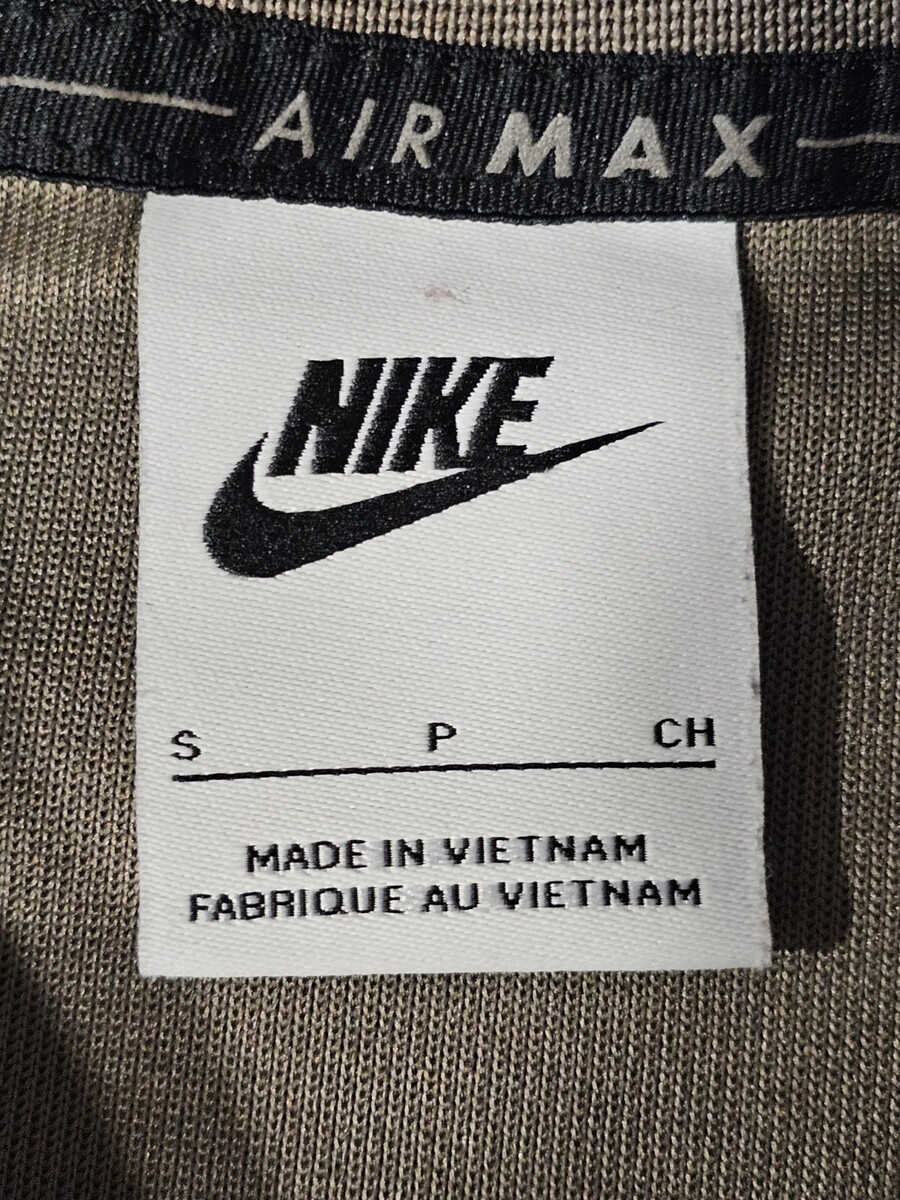 AIR MAX
NIKE
S P CH
MADE IN VIETNAM
FABRIQUE AU VIETNAM